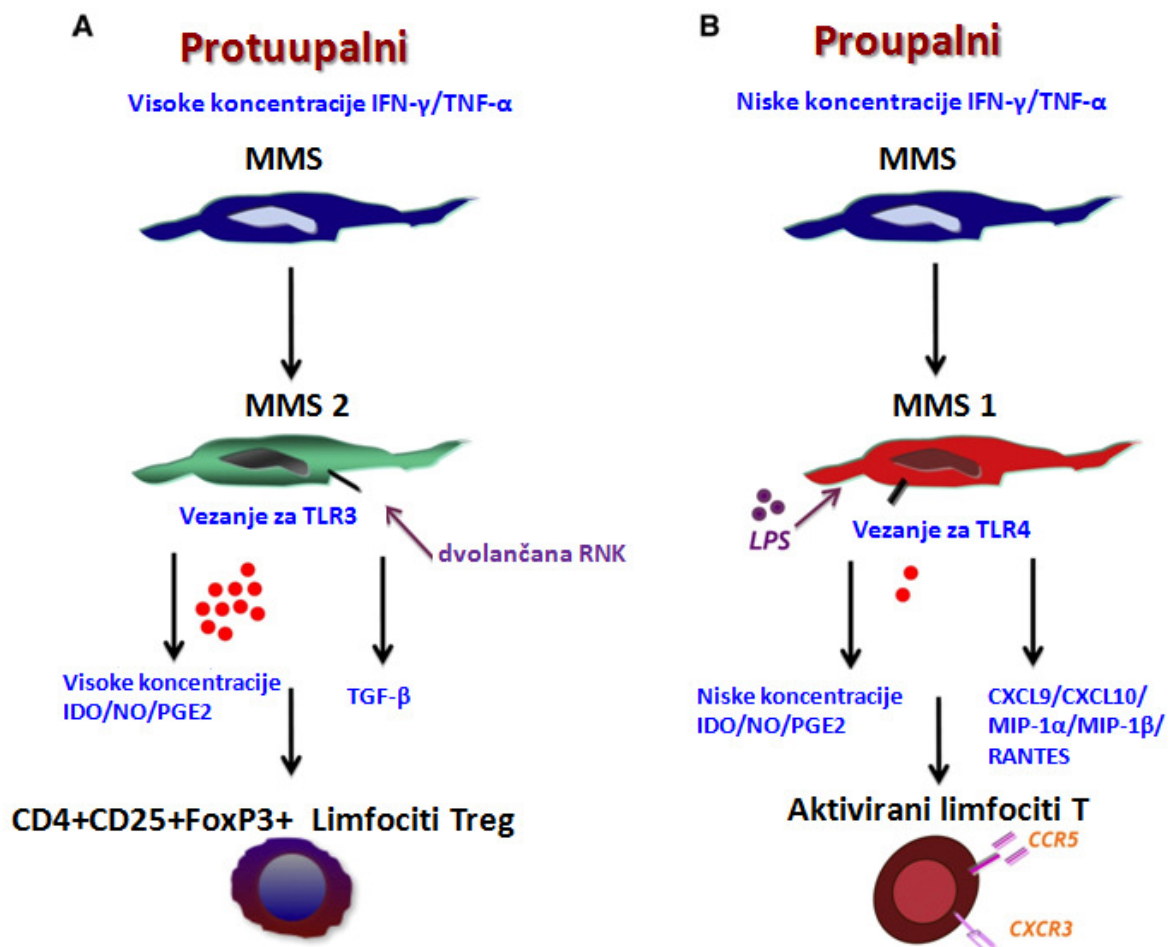 A
Protuupalni
Visoke koncentracije IFN-γ/TNF-α
MMS
MMS 2
Vezanje za TLR3
dvolančana RNK
Visoke koncentracije
IDO/NO/PGE2
TGF-β
CD4+CD25+FoxP3+ Limfociti Treg
B
Proupalni
Niske koncentracije IFN-γ/TNF-α
MMS
MMS 1
LPS
Vezanje za TLR4
Niske koncentracije
IDO/NO/PGE2
CXCL9/CXCL10/
MIP-1α/MIP-1β/
RANTES
Aktivirani limfociti T
CCR5
CXCR3